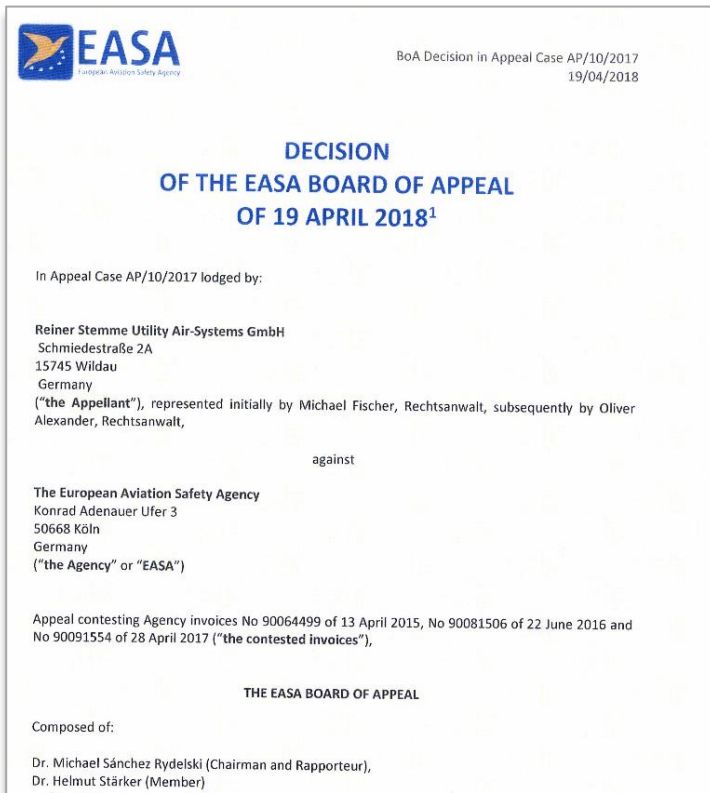 EASA
European Aviation Safety Agency
BoA Decision in Appeal Case AP/10/2017
19/04/2018
DECISION
OF THE EASA BOARD OF APPEAL
OF 19 APRIL 2018¹
In Appeal Case AP/10/2017 lodged by:
Reiner Stemme Utility Air-Systems GmbH
Schmiedestraße 2A
15745 Wildau
Germany
("the Appellant"), represented initially by Michael Fischer, Rechtsanwalt, subsequently by Oliver
Alexander, Rechtsanwalt,
against
The European Aviation Safety Agency
Konrad Adenauer Ufer 3
50668 Köln
Germany
("the Agency" or "EASA")
Appeal contesting Agency invoices No 90064499 of 13 April 2015, No 90081506 of 22 June 2016 and
No 90091554 of 28 April 2017 ("the contested invoices"),
THE EASA BOARD OF APPEAL
Composed of:
Dr. Michael Sánchez Rydelski (Chairman and Rapporteur),
Dr. Helmut Stärker (Member)